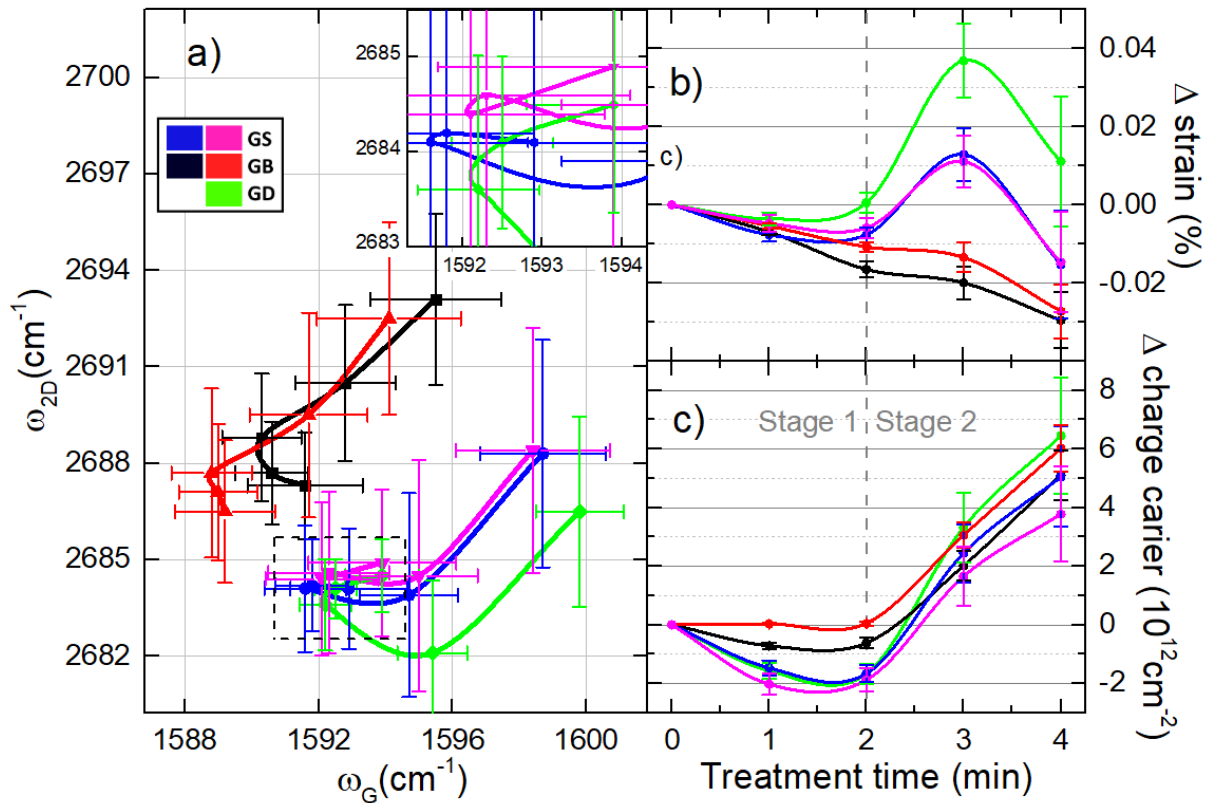 a)
2700
2697
2694
2691
2688
2685
2682
ω2D(cm-1)
GS
GB
GD
2685
2684
2683
1592
1593
1594
1588
1592
1596
1600
ωG(cm-1)
b)
c)
0.04
0.02
0.00
-0.02
Δ strain (%)
c)
Stage 1
Stage 2
8
6
4
2
0
-2
Δ charge carier (10¹²cm⁻²)
0
1
2
3
4
Treatment time (min)